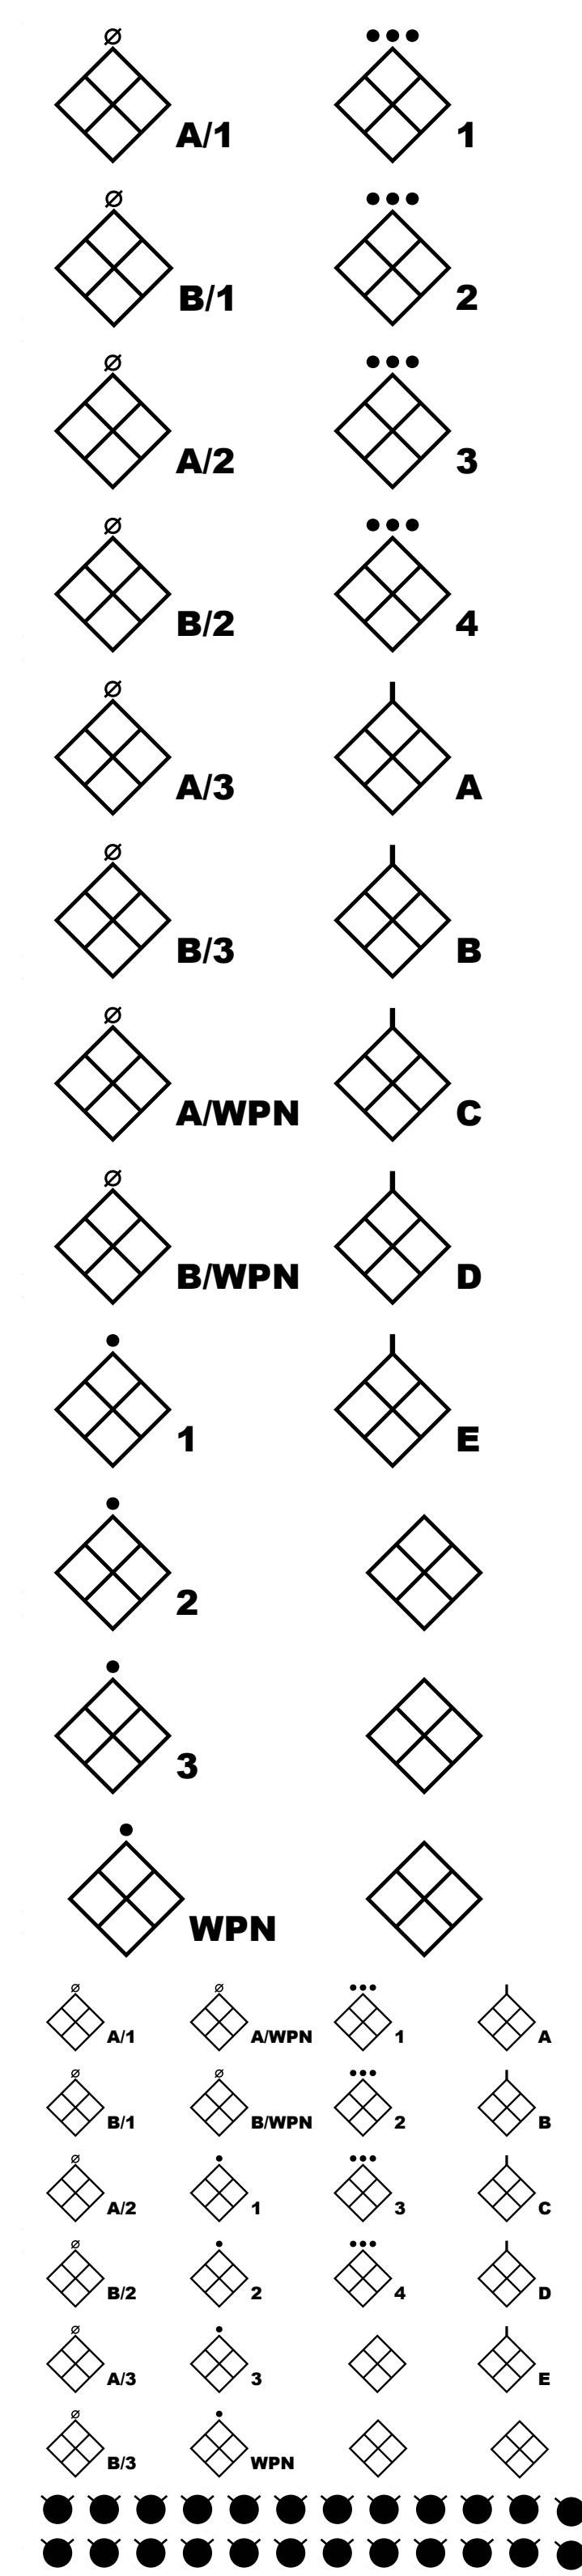 A/1 1
B/1 2
A/2 3
B/2 4
A/3 A
B/3 B
A/WPN C
B/WPN D
1 E
2
3
WPN
A/1 A/WPN 1 A
B/1 B/WPN 2 B
A/2 1 3 C
B/2 2 4 D
A/3 3 E
B/3 WPN